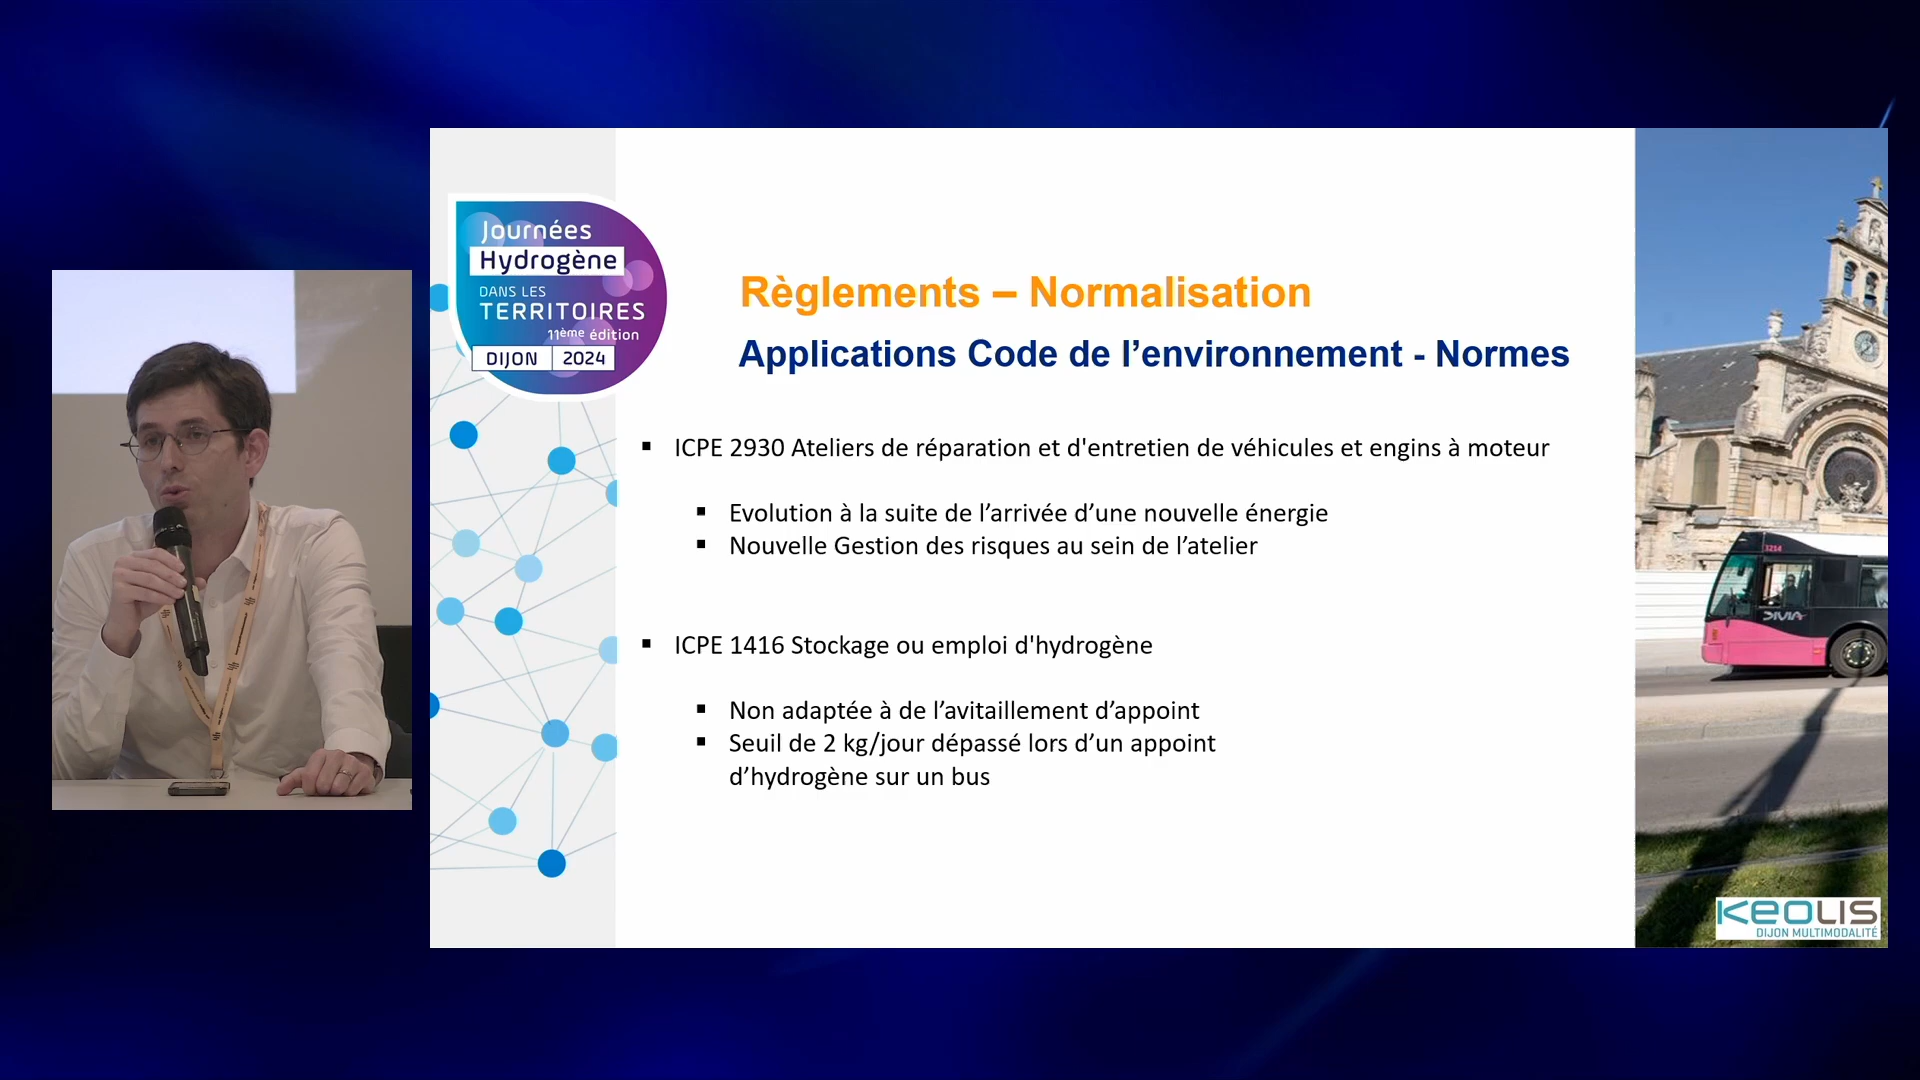 Journées
Hydrogène
DANS LES
TERRITOIRES
11ème édition
DIJON 2024
Règlements – Normalisation
Applications Code de l’environnement - Normes
▪ ICPE 2930 Ateliers de réparation et d'entretien de véhicules et engins à moteur
▪ Evolution à la suite de l’arrivée d’une nouvelle énergie
▪ Nouvelle Gestion des risques au sein de l’atelier
▪ ICPE 1416 Stockage ou emploi d'hydrogène
▪ Non adaptée à de l’avitaillement d’appoint
▪ Seuil de 2 kg/jour dépassé lors d’un appoint
d’hydrogène sur un bus
3214
DIVIA
KEOLIS
DIJON MULTIMODALITÉ